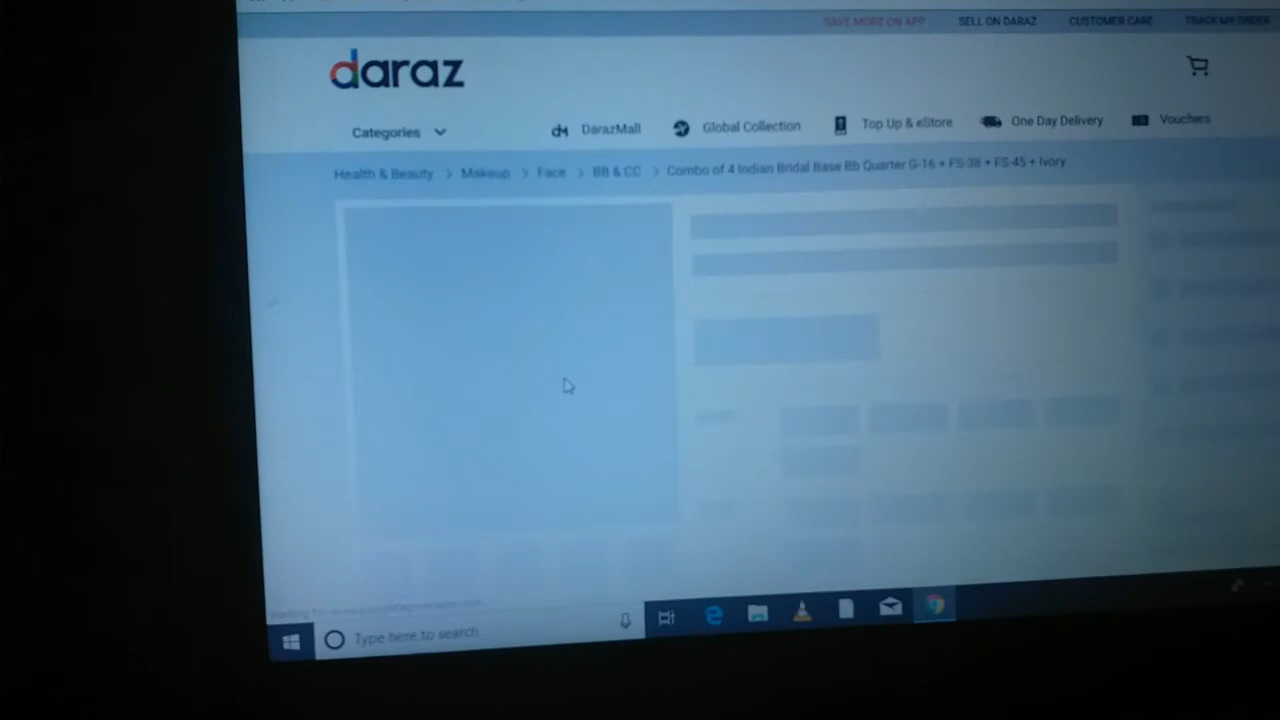 SAVE MORE ON APP SELL ON DARAZ CUSTOMER CARE TRACK MY ORDER
daraz
Categories DarazMall Global Collection Top Up & eStore One Day Delivery Vouchers
Health & Beauty > Makeup > Face > BB & CC > Combo of 4 Indian Bridal Base Bb Quarter G-16 + FS-38 + FS-45 + Ivory
Type here to search